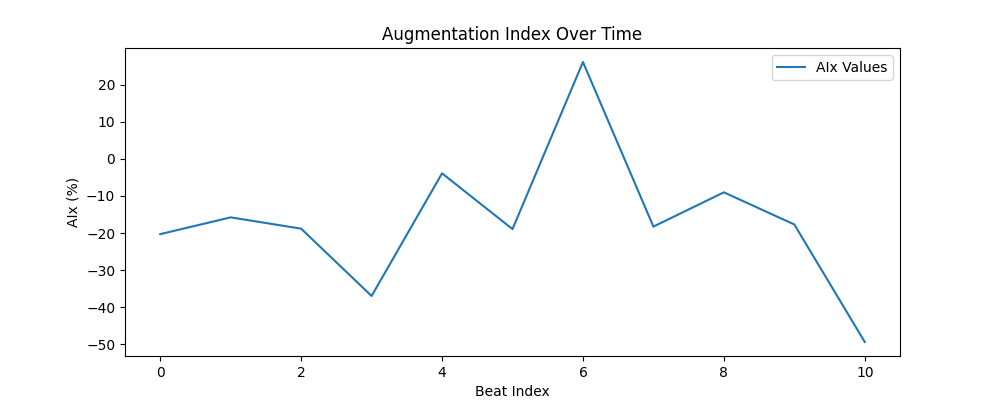 Augmentation Index Over Time
AIx Values
AIx (%)
20
10
0
−10
−20
−30
−40
−50
0 2 4 6 8 10
Beat Index